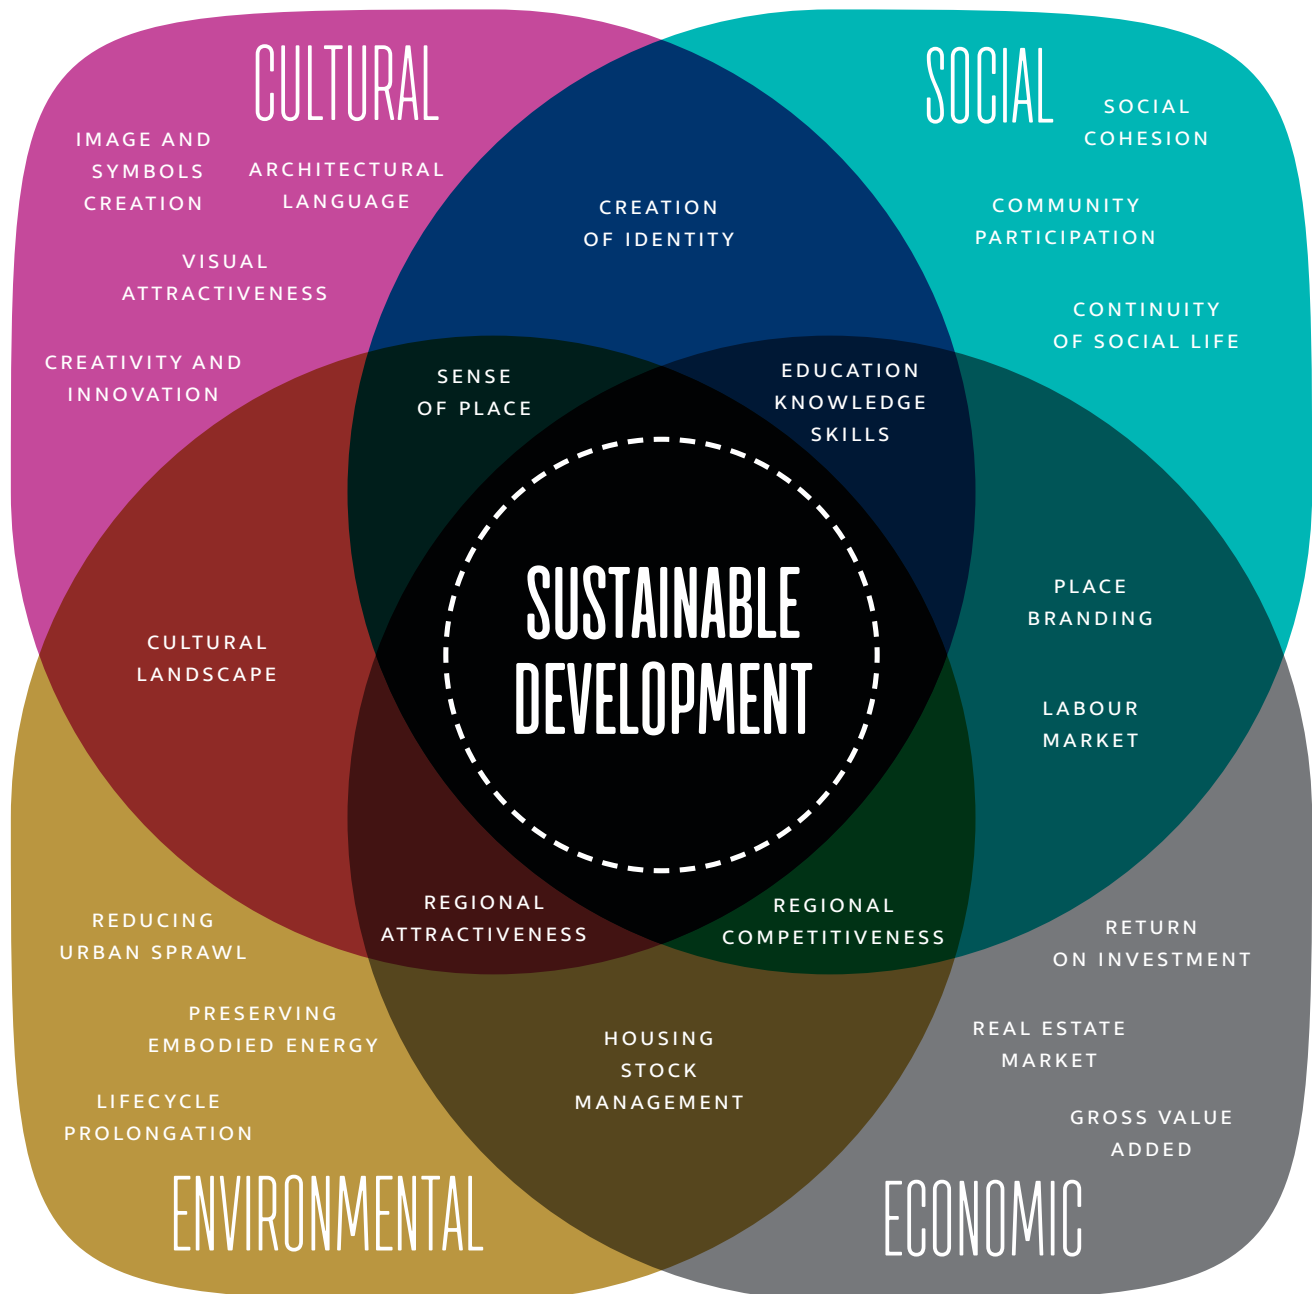 CULTURAL
IMAGE AND
SYMBOLS
CREATION
ARCHITECTURAL
LANGUAGE
VISUAL
ATTRACTIVENESS
CREATIVITY AND
INNOVATION
CREATION
OF IDENTITY
SOCIAL
SOCIAL
COHESION
COMMUNITY
PARTICIPATION
CONTINUITY
OF SOCIAL LIFE
SENSE
OF PLACE
EDUCATION
KNOWLEDGE
SKILLS
CULTURAL
LANDSCAPE
SUSTAINABLE
DEVELOPMENT
PLACE
BRANDING
LABOUR
MARKET
REGIONAL
ATTRACTIVENESS
REGIONAL
COMPETITIVENESS
REDUCING
URBAN SPRAWL
PRESERVING
EMBODIED ENERGY
LIFECYCLE
PROLONGATION
ENVIRONMENTAL
HOUSING
STOCK
MANAGEMENT
RETURN
ON INVESTMENT
REAL ESTATE
MARKET
GROSS VALUE
ADDED
ECONOMIC